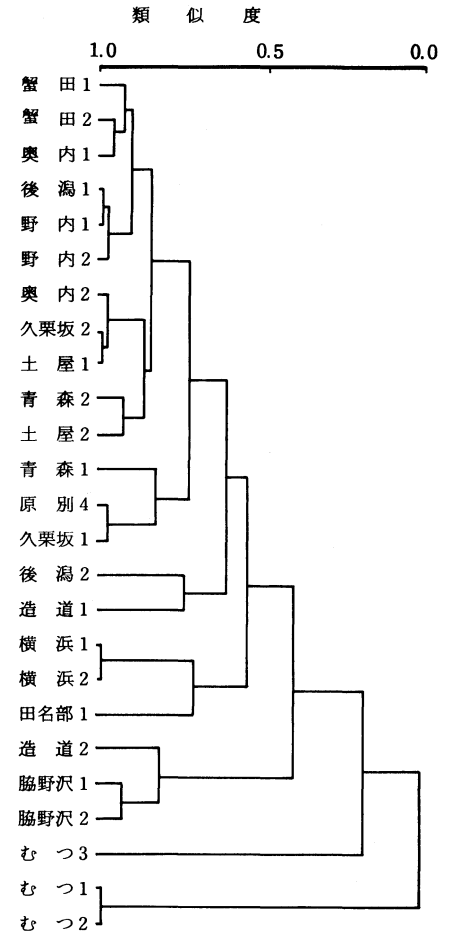 類 似 度
1.0 0.5 0.0
蟹 田 1
蟹 田 2
奥 内 1
後 潟 1
野 内 1
野 内 2
奥 内 2
久栗坂 2
土 屋 1
青 森 2
土 屋 2
青 森 1
原 別 4
久栗坂 1
後 潟 2
造 道 1
横 浜 1
横 浜 2
田名部 1
造 道 2
脇野沢 1
脇野沢 2
む つ 3
む つ 1
む つ 2